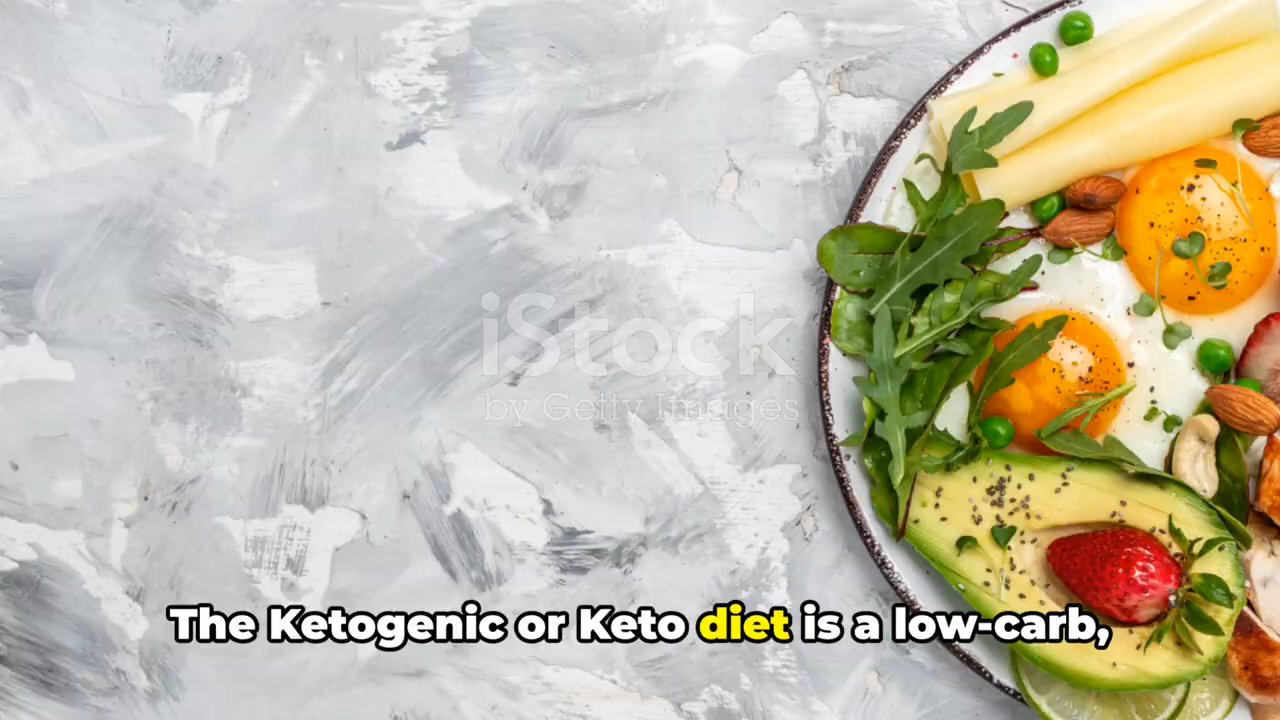 iStock
by Getty Images
The Ketogenic or Keto diet is a low-carb,